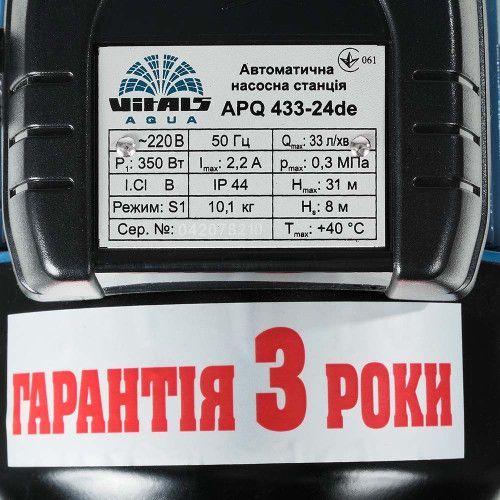 VITALS
AQUA
Автоматична
насосна станція
APQ 433-24de
061
~220В 50 Гц Qmax: 33 л/хв
P1: 350 Вт Imax: 2,2 А pmax: 0,3 МПа
I.Cl В IP 44 Hmax: 31 м
Режим: S1 10,1 кг Hs: 8 м
Сер. №: 042078210 Tmax: +40 °C
ГАРАНТІЯ 3 РОКИ